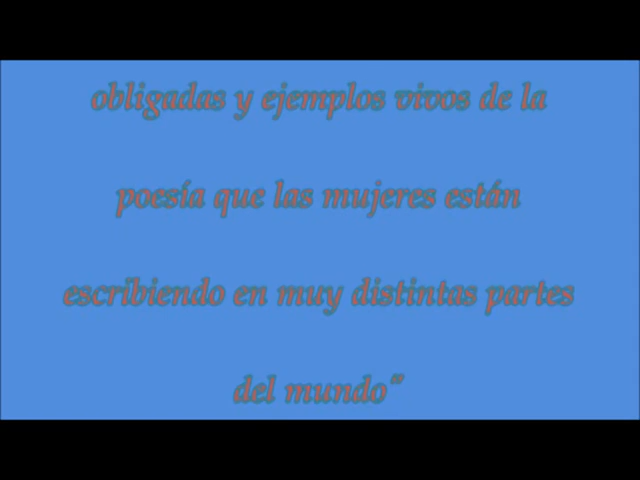 obligadas y ejemplos vivos de la
poesía que las mujeres están
escribiendo en muy distintas partes
del mundo”